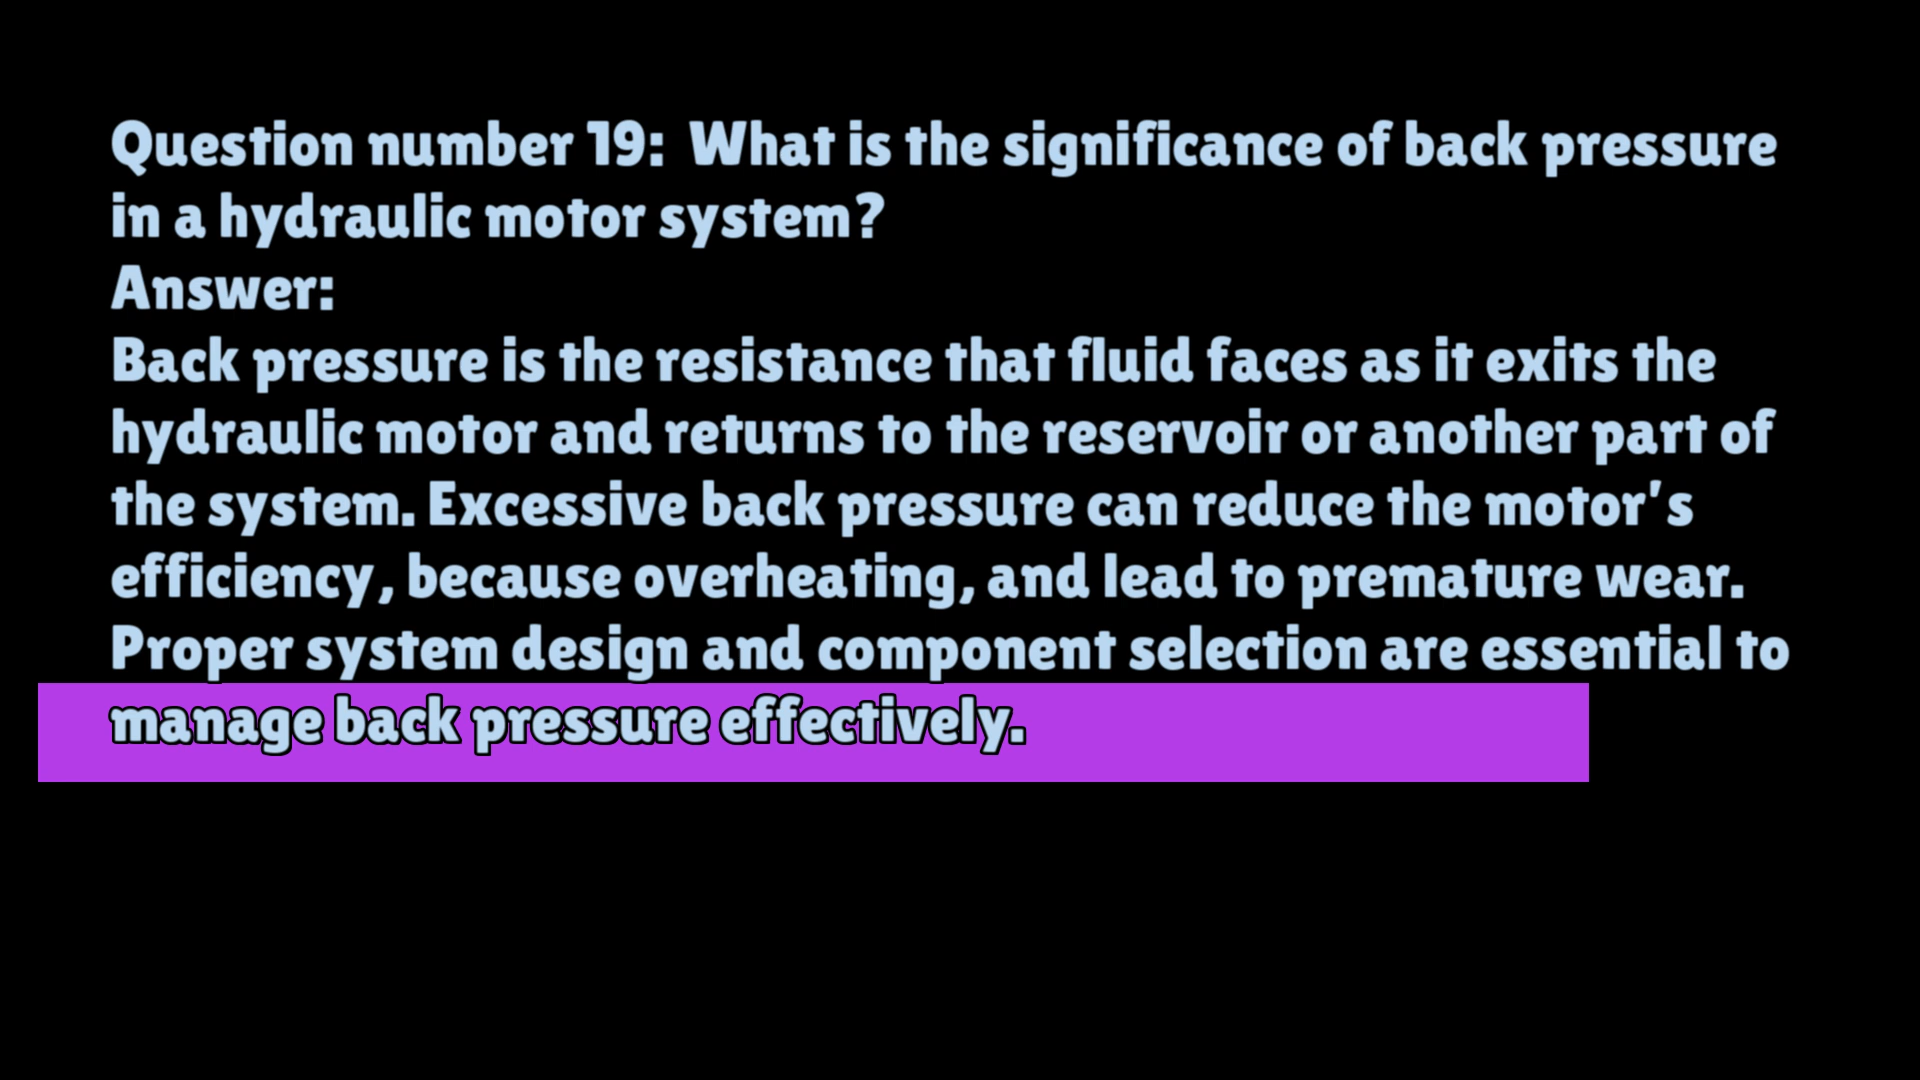 Question number 19:  What is the significance of back pressure
in a hydraulic motor system?
Answer:
Back pressure is the resistance that fluid faces as it exits the
hydraulic motor and returns to the reservoir or another part of
the system. Excessive back pressure can reduce the motor's
efficiency, because overheating, and lead to premature wear.
Proper system design and component selection are essential to
manage back pressure effectively.